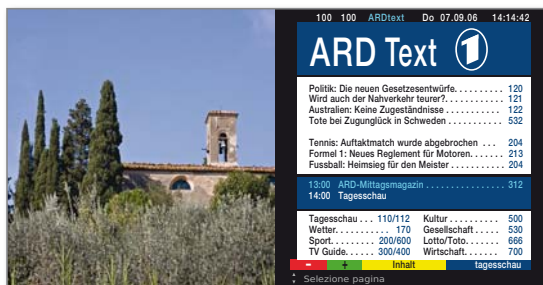 100 100 ARDtext Do 07.09.06 14:14:42
ARD Text 1
Politik: Die neuen Gesetzesentwürfe. . . . . . . . . . 120
Wird auch der Nahverkehr teurer?. . . . . . . . . . . 121
Australien: Keine Zugeständnisse . . . . . . . . . . . 122
Tote bei Zugunglück in Schweden . . . . . . . . . . . 532
Tennis: Auftaktmatch wurde abgebrochen . . . 204
Formel 1: Neues Reglement für Motoren. . . . . . . 213
Fussball: Heimsieg für den Meister . . . . . . . . . . . 204
13:00 ARD-Mittagsmagazin . . . . . . . . . . . . . . . . 312
14:00 Tagesschau
Tagesschau . . . 110/112 Kultur . . . . . . . . . . 500
Wetter. . . . . . . . . . . 170 Gesellschaft . . . . . 530
Sport. . . . . . . . 200/600 Lotto/Toto. . . . . . . 666
TV Guide. . . . . . 300/400 Wirtschaft. . . . . . . 700
- + Inhalt tagesschau
Selezione pagina